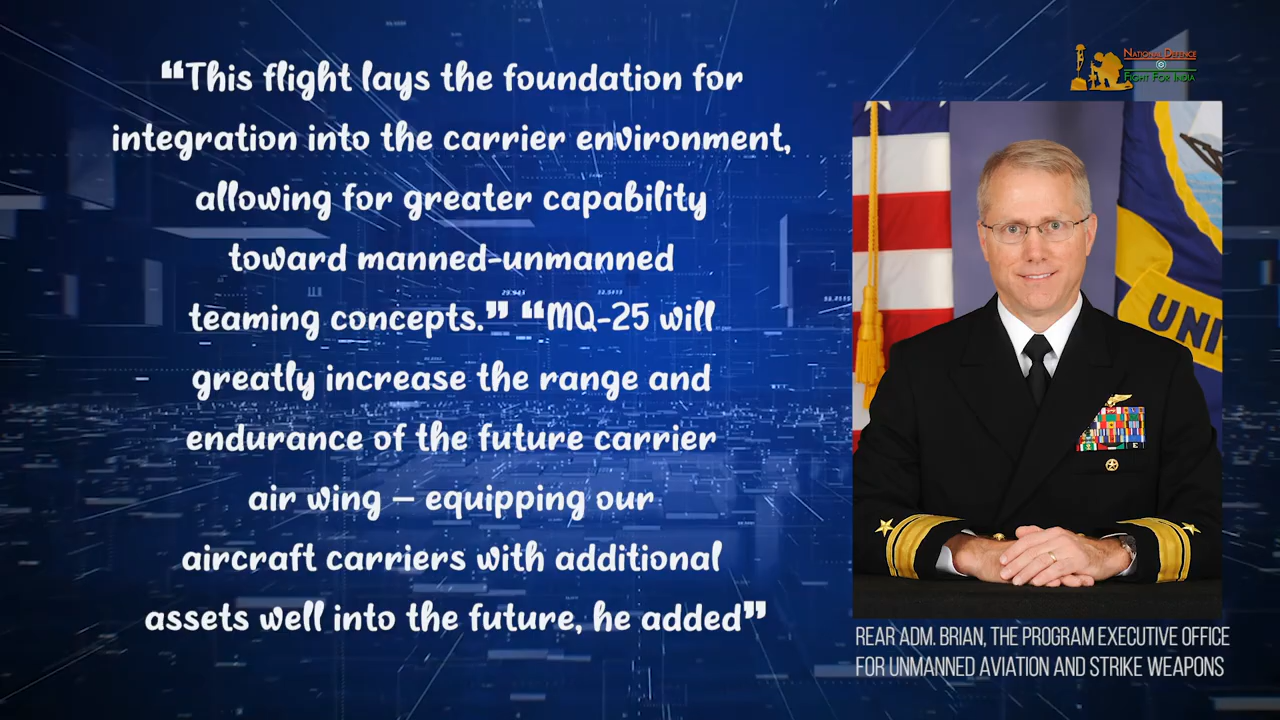 “This flight lays the foundation for
integration into the carrier environment,
allowing for greater capability
toward manned-unmanned
teaming concepts.” “MQ-25 will
greatly increase the range and
endurance of the future carrier
air wing – equipping our
aircraft carriers with additional
assets well into the future, he added”
National Defence
©
Fight For India
UNI
REAR ADM. BRIAN, THE PROGRAM EXECUTIVE OFFICE
FOR UNMANNED AVIATION AND STRIKE WEAPONS